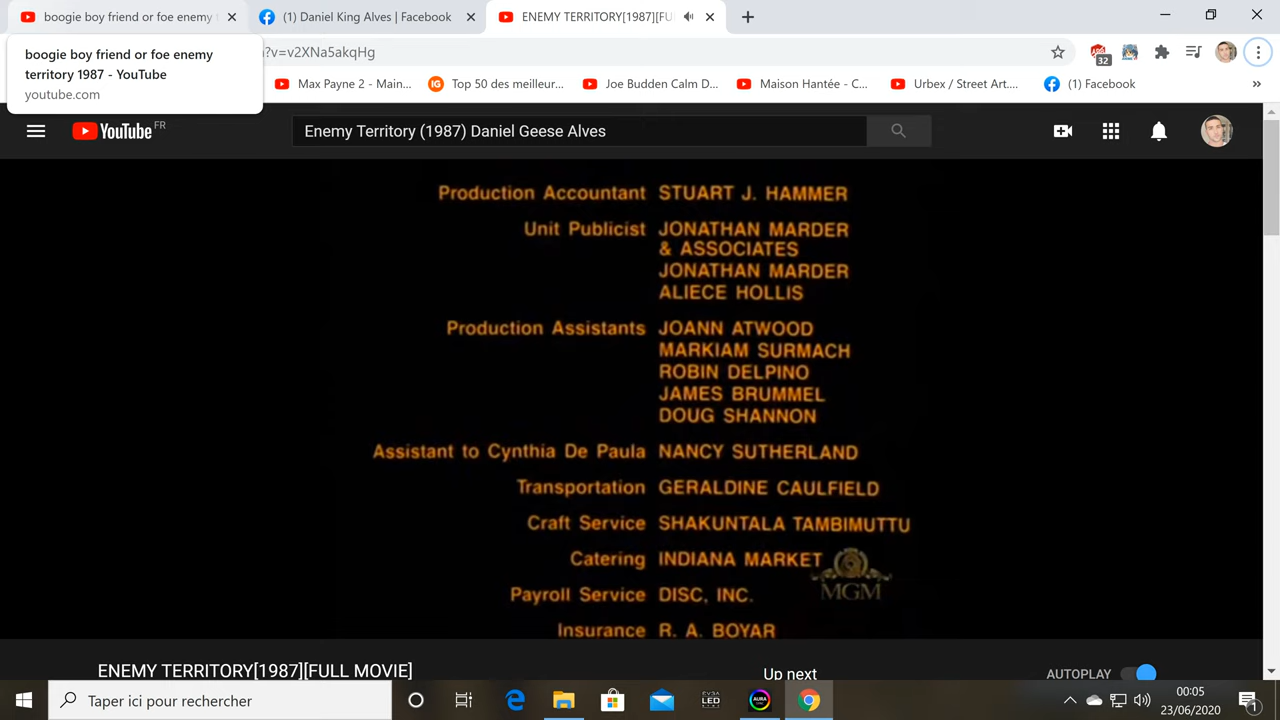 boogie boy friend or foe enemy t
(1) Daniel King Alves | Facebook
ENEMY TERRITORY[1987][FU
boogie boy friend or foe enemy
territory 1987 - YouTube
youtube.com
?v=v2XNa5akqHg
32
Max Payne 2 - Main...
IG
Top 50 des meilleur...
Joe Budden Calm D...
Maison Hantée - C...
Urbex / Street Art....
(1) Facebook
YouTube FR
Enemy Territory (1987) Daniel Geese Alves
Production Accountant STUART J. HAMMER
Unit Publicist JONATHAN MARDER
& ASSOCIATES
JONATHAN MARDER
ALIECE HOLLIS
Production Assistants JOANN ATWOOD
MARKIAM SURMACH
ROBIN DELPINO
JAMES BRUMMEL
DOUG SHANNON
Assistant to Cynthia De Paula NANCY SUTHERLAND
Transportation GERALDINE CAULFIELD
Craft Service SHAKUNTALA TAMBIMUTTU
Catering INDIANA MARKET
MGM
Payroll Service DISC, INC.
Insurance R. A. BOYAR
ENEMY TERRITORY[1987][FULL MOVIE]
Up next
AUTOPLAY
Taper ici pour rechercher
EVGA
LED
AURA
00:05
23/06/2020
1